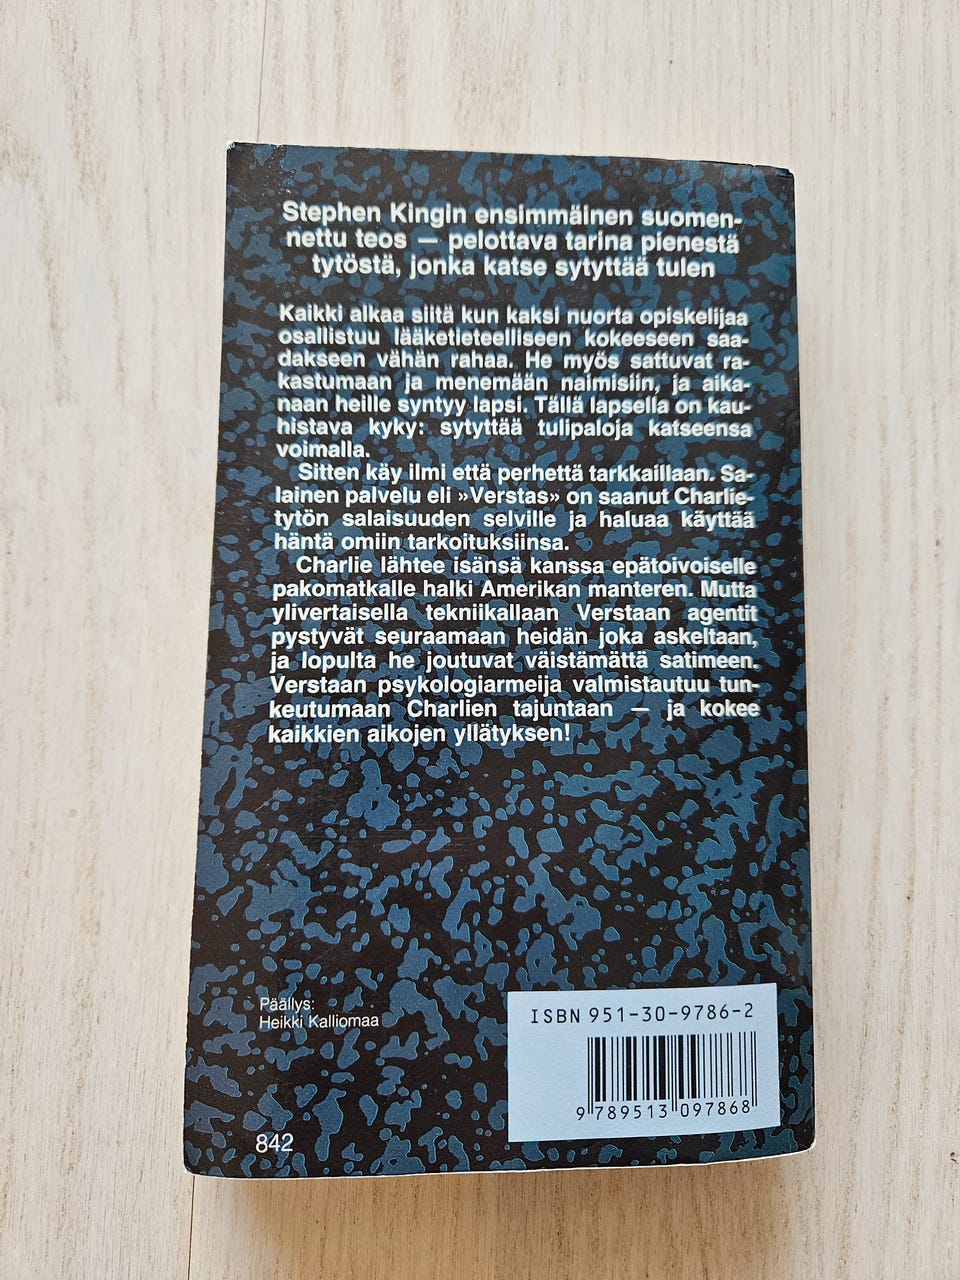 Stephen Kingin ensimmäinen suomen-
nettu teos — pelottava tarina pienestä
tytöstä, jonka katse sytyttää tulen
Kaikki alkaa siitä kun kaksi nuorta opiskelijaa
osallistuu lääketieteelliseen kokeeseen saa-
dakseen vähän rahaa. He myös sattuvat ra-
kastumaan ja menemään naimisiin, ja aika-
naan heille syntyy lapsi. Tällä lapsella on kau-
histava kyky: sytyttää tulipaloja katseensa
voimalla.
Sitten käy ilmi että perhettä tarkkaillaan. Sa-
lainen palvelu eli »Verstas» on saanut Charlie-
tytön salaisuuden selville ja haluaa käyttää
häntä omiin tarkoituksiinsa.
Charlie lähtee isänsä kanssa epätoivoiselle
pakomatkalle halki Amerikan manteren. Mutta
ylivertaisella tekniikallaan Verstaan agentit
pystyvät seuraamaan heidän joka askeltaan,
ja lopulta he joutuvat väistämättä satimeen.
Verstaan psykologiarmeija valmistautuu tun-
keutumaan Charlien tajuntaan — ja kokee
kaikkien aikojen yllätyksen!
Päällys:
Heikki Kalliomaa
ISBN 951-30-9786-2
9 789513 097868
842